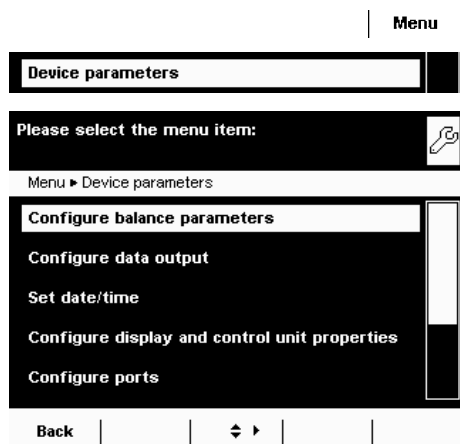 Menu
Device parameters
Please select the menu item:
Menu ▸ Device parameters
Configure balance parameters
Configure data output
Set date/time
Configure display and control unit properties
Configure ports
Back